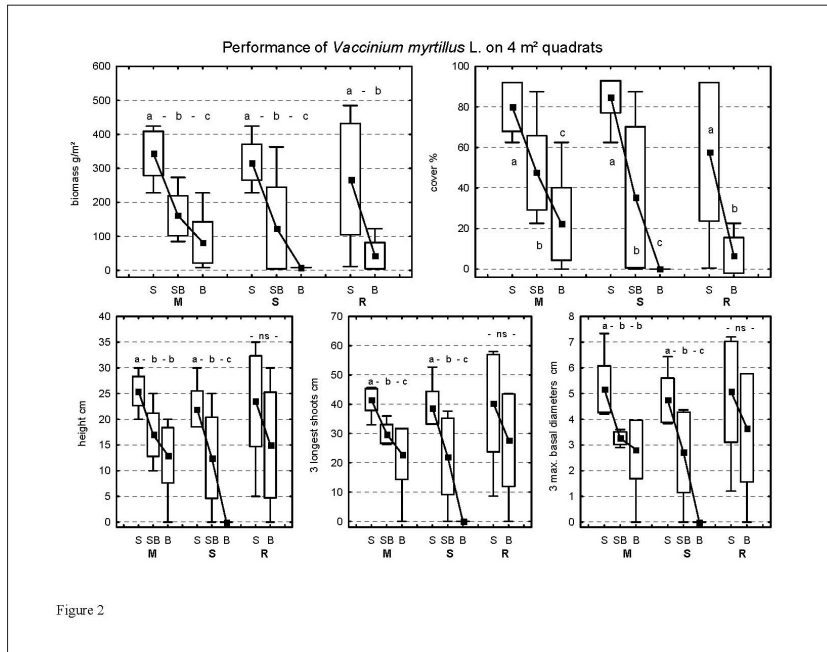 Performance of Vaccinium myrtillus L. on 4 m² quadrats
biomass g/m²
600
500
400
300
200
100
0
a - b - c
a - b - c
a - b
S SB B
S SB B
S B
M S R
cover %
100
80
60
40
20
0
a b c
a b c
a b
S SB B
S SB B
S B
M S R
height cm
40
35
30
25
20
15
10
5
0
a - b - b
a - b - c
- ns -
S SB B
S SB B
S B
M S R
3 longest shoots cm
70
60
50
40
30
20
10
0
a - b - c
a - b - c
- ns -
S SB B
S SB B
S B
M S R
3 max. basal diameters cm
8
7
6
5
4
3
2
1
0
a - b - b
a - b - c
- ns -
S SB B
S SB B
S B
M S R
Figure 2